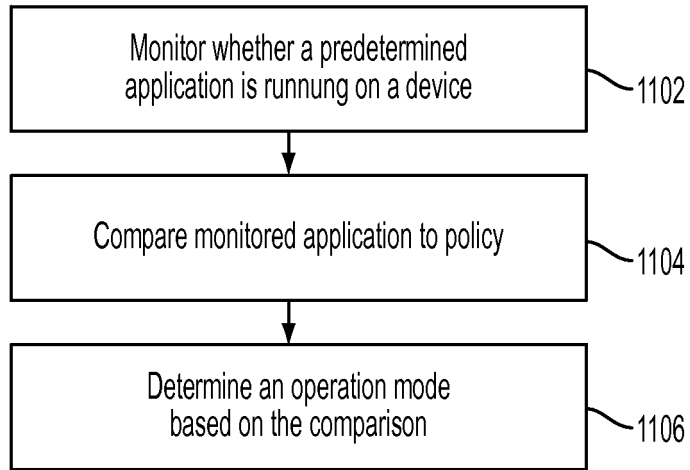 Monitor whether a predetermined
application is runnung on a device
1102
Compare monitored application to policy
1104
Determine an operation mode
based on the comparison
1106